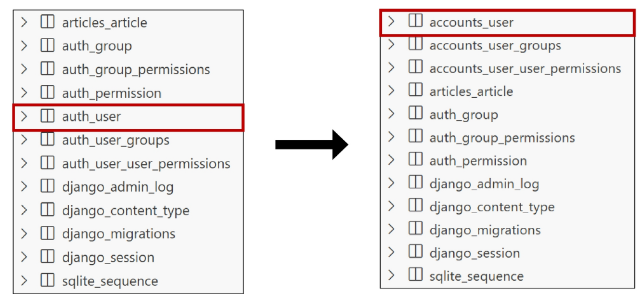 articles_article
auth_group
auth_group_permissions
auth_permission
auth_user
auth_user_groups
auth_user_user_permissions
django_admin_log
django_content_type
django_migrations
django_session
sqlite_sequence
accounts_user
accounts_user_groups
accounts_user_user_permissions
articles_article
auth_group
auth_group_permissions
auth_permission
django_admin_log
django_content_type
django_migrations
django_session
sqlite_sequence